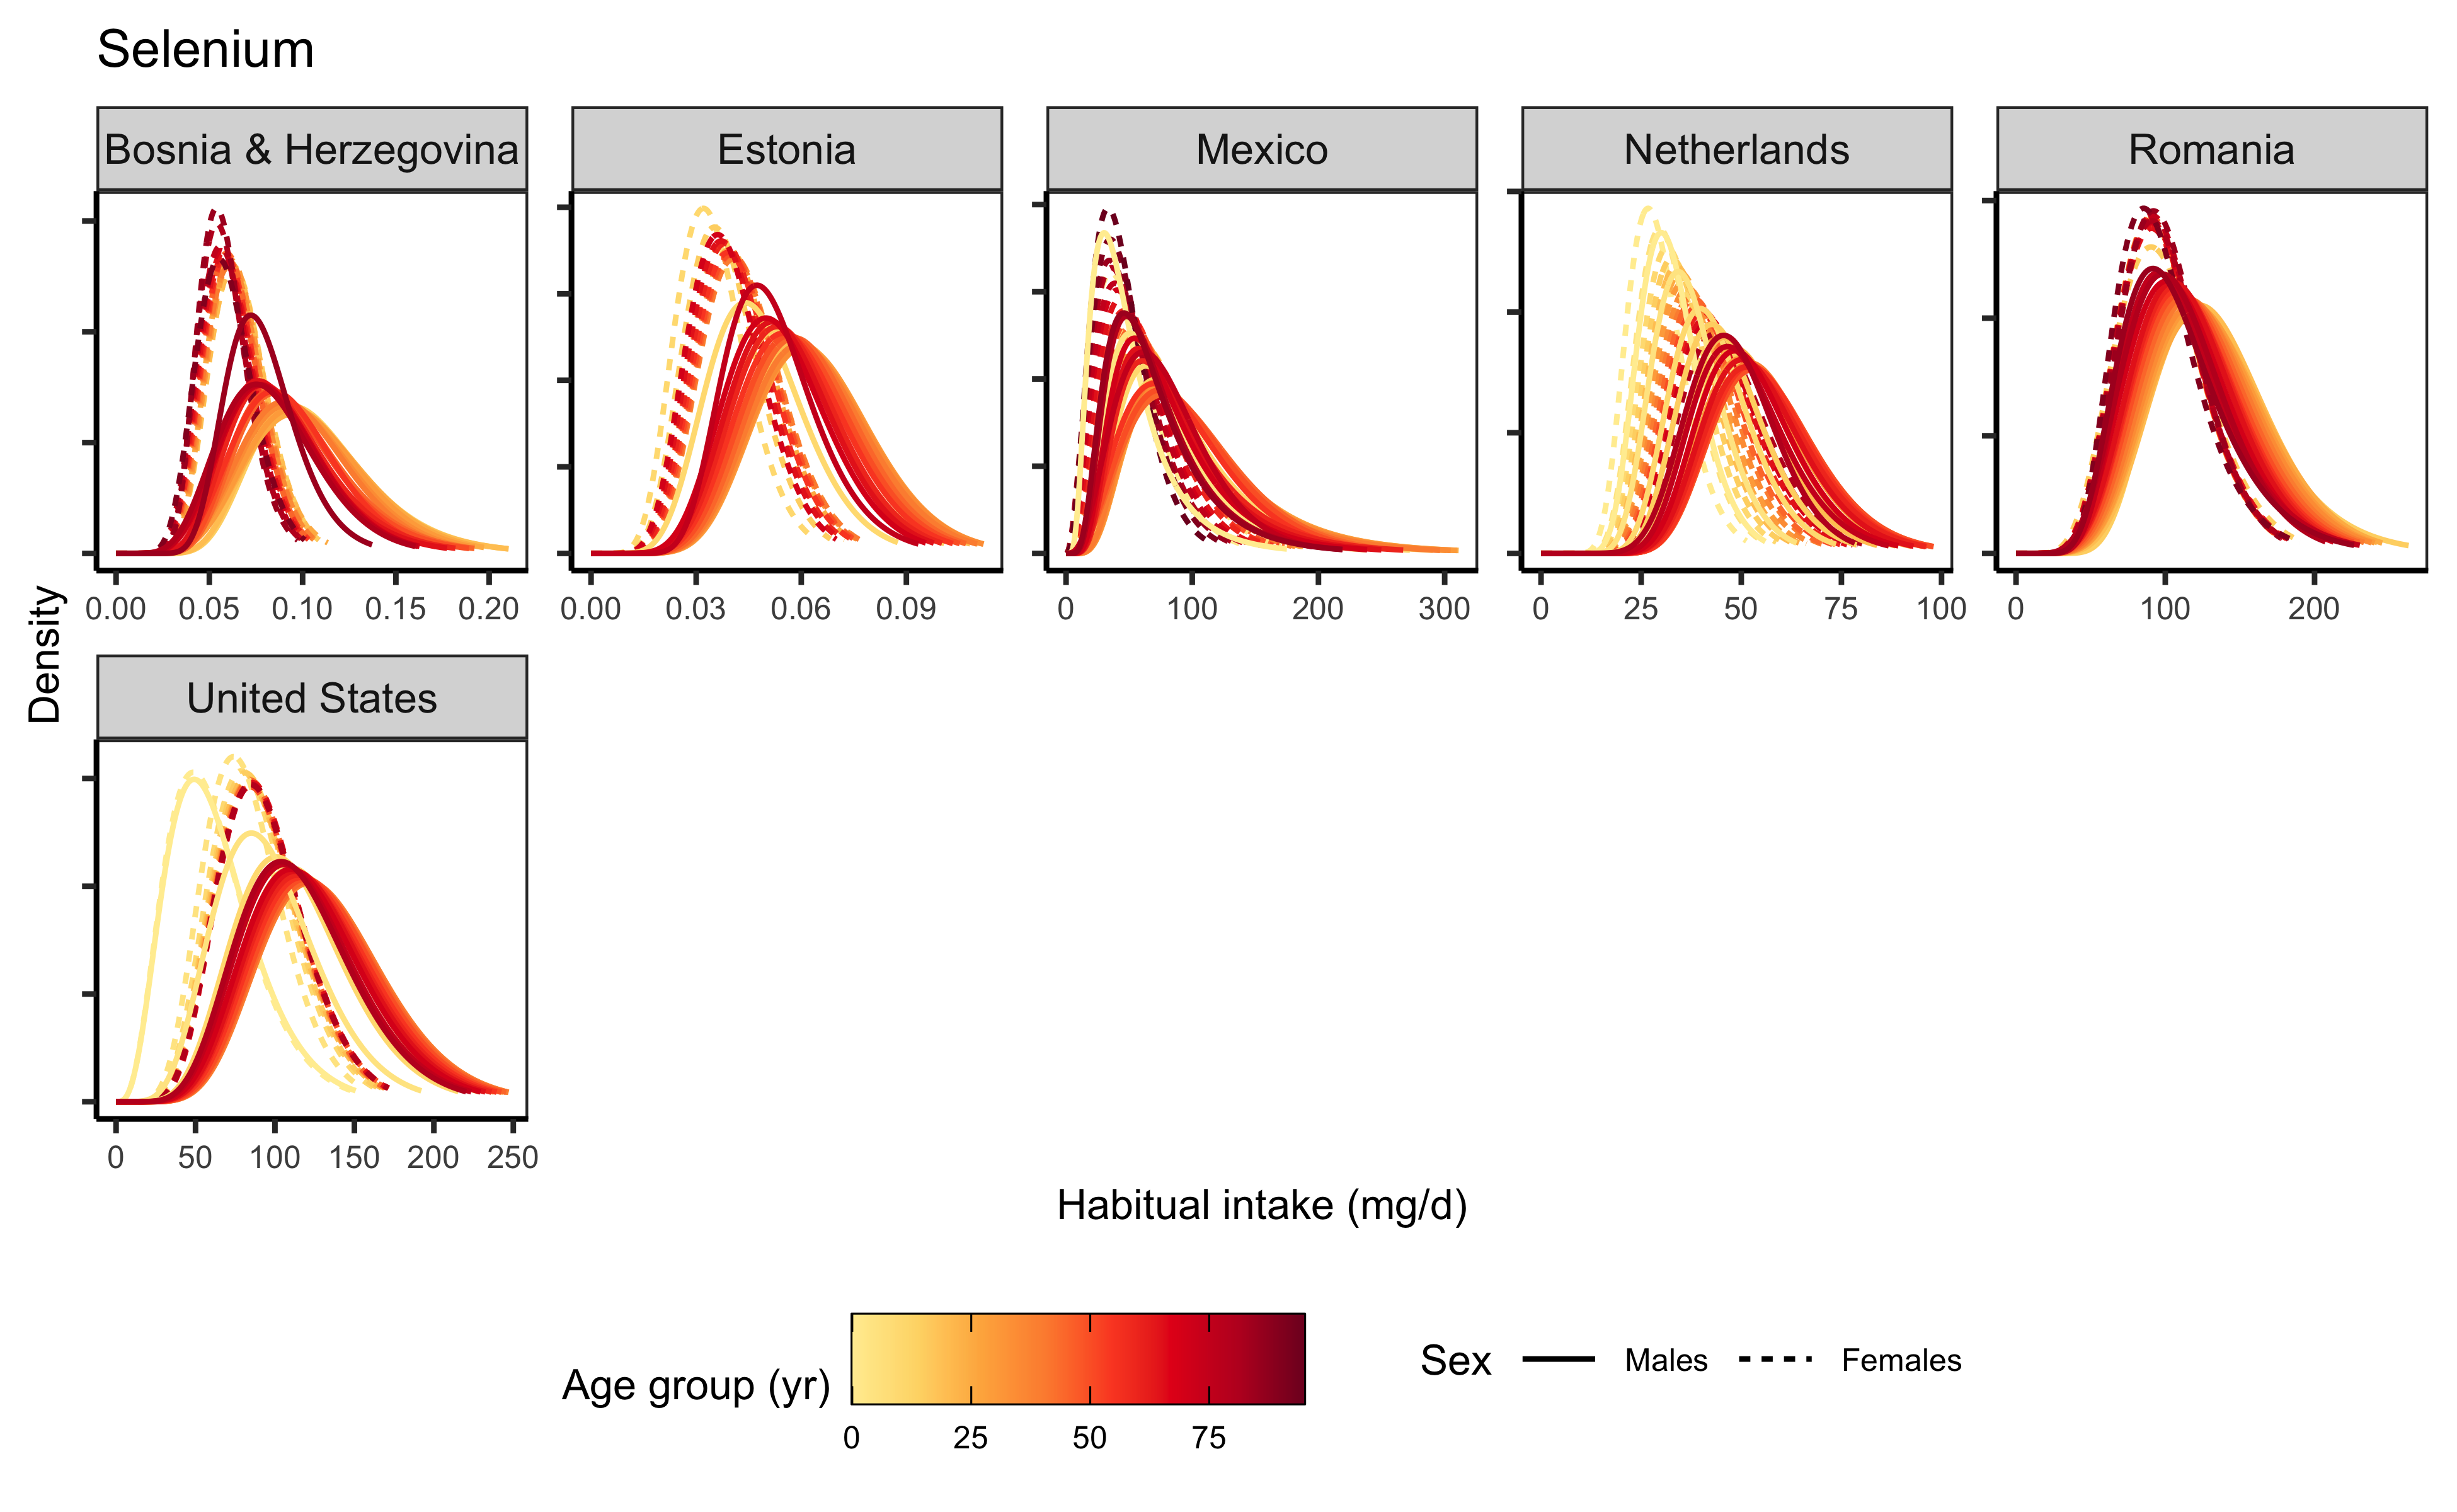 Selenium
Bosnia & Herzegovina
Estonia
Mexico
Netherlands
Romania
0.00 0.05 0.10 0.15 0.20
0.00 0.03 0.06 0.09
0 100 200 300
0 25 50 75 100
0 100 200
Density
United States
0 50 100 150 200 250
Habitual intake (mg/d)
Age group (yr)
0 25 50 75
Sex
Males
Females